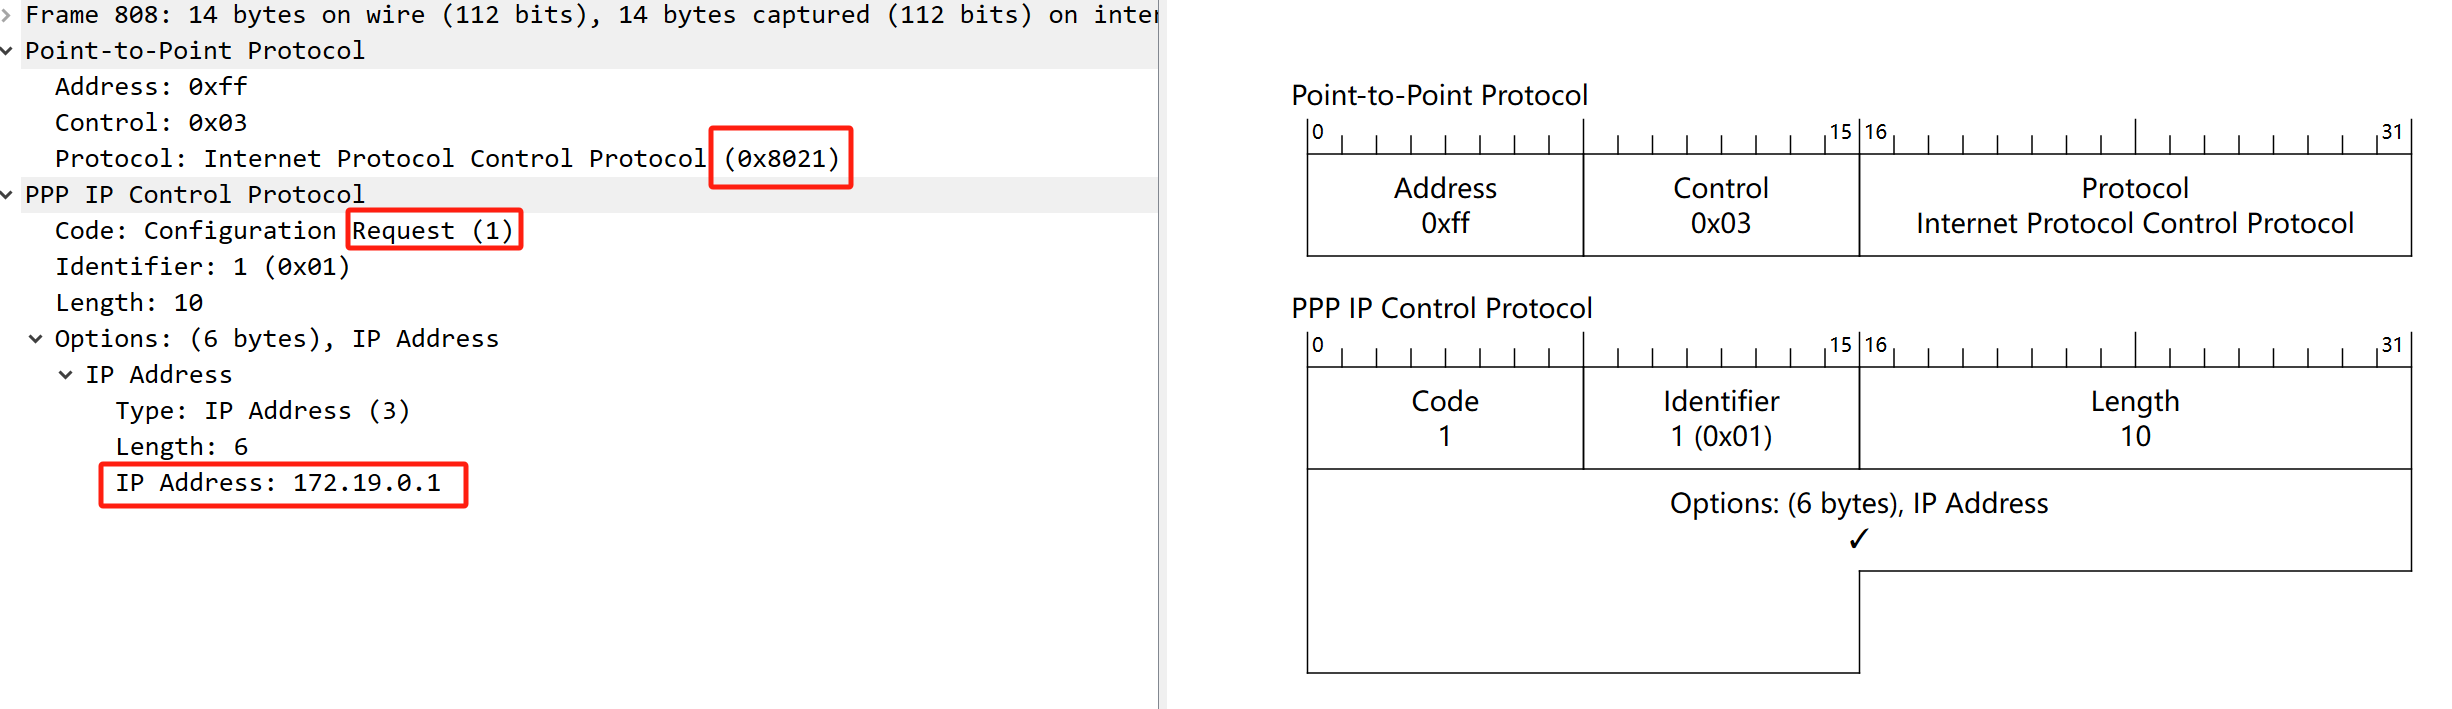 Frame 808: 14 bytes on wire (112 bits), 14 bytes captured (112 bits) on
Point-to-Point Protocol
Address: 0xff
Control: 0x03
Protocol: Internet Protocol Control Protocol (0x8021)
PPP IP Control Protocol
Code: Configuration Request (1)
Identifier: 1 (0x01)
Length: 10
Options: (6 bytes), IP Address
IP Address
Type: IP Address (3)
Length: 6
IP Address: 172.19.0.1
Point-to-Point Protocol
0 15 16 31
Address Control Protocol
0xff 0x03 Internet Protocol Control Protocol
PPP IP Control Protocol
0 15 16 31
Code Identifier Length
1 1 (0x01) 10
Options: (6 bytes), IP Address
✓